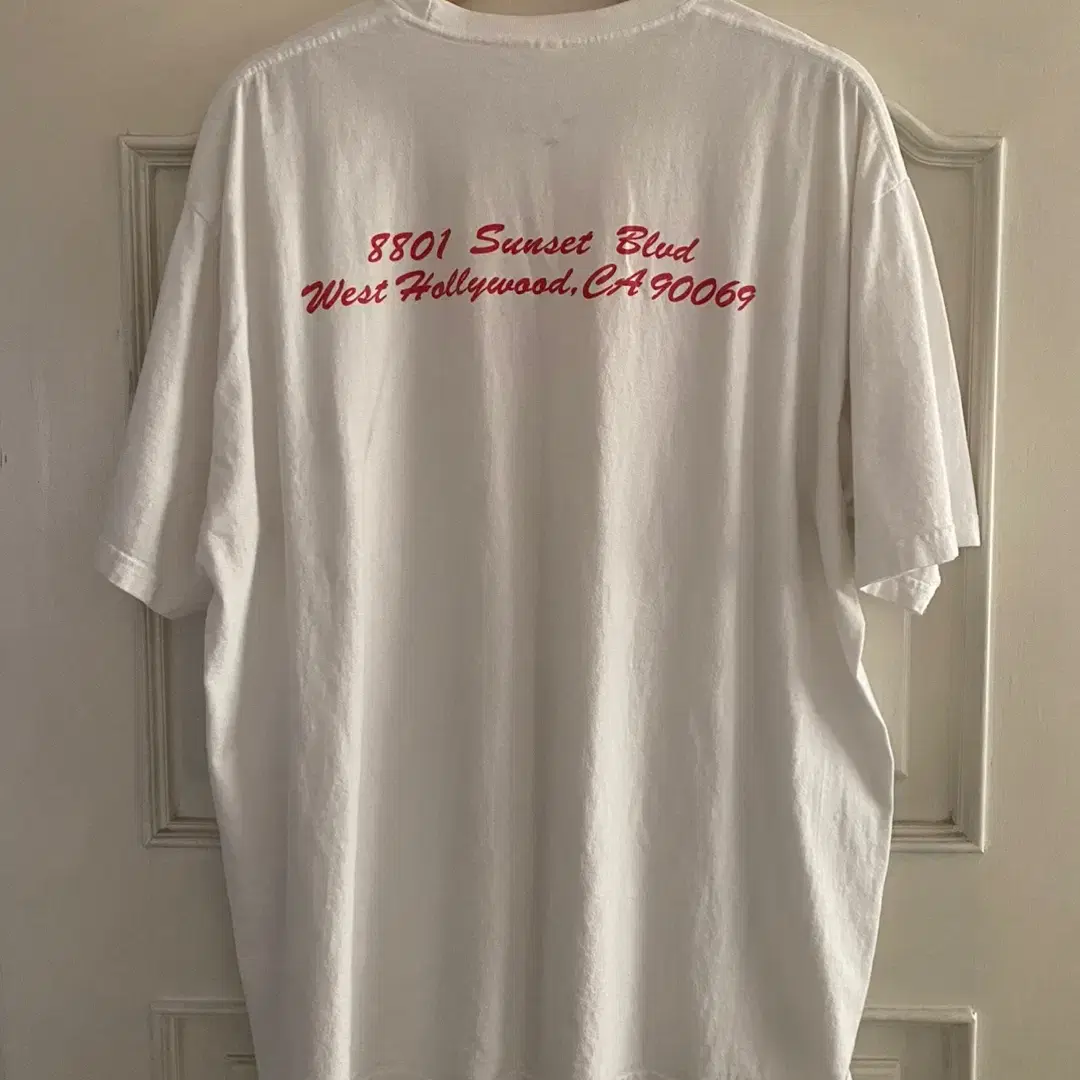 8801 Sunset Blvd
West Hollywood, CA 90069